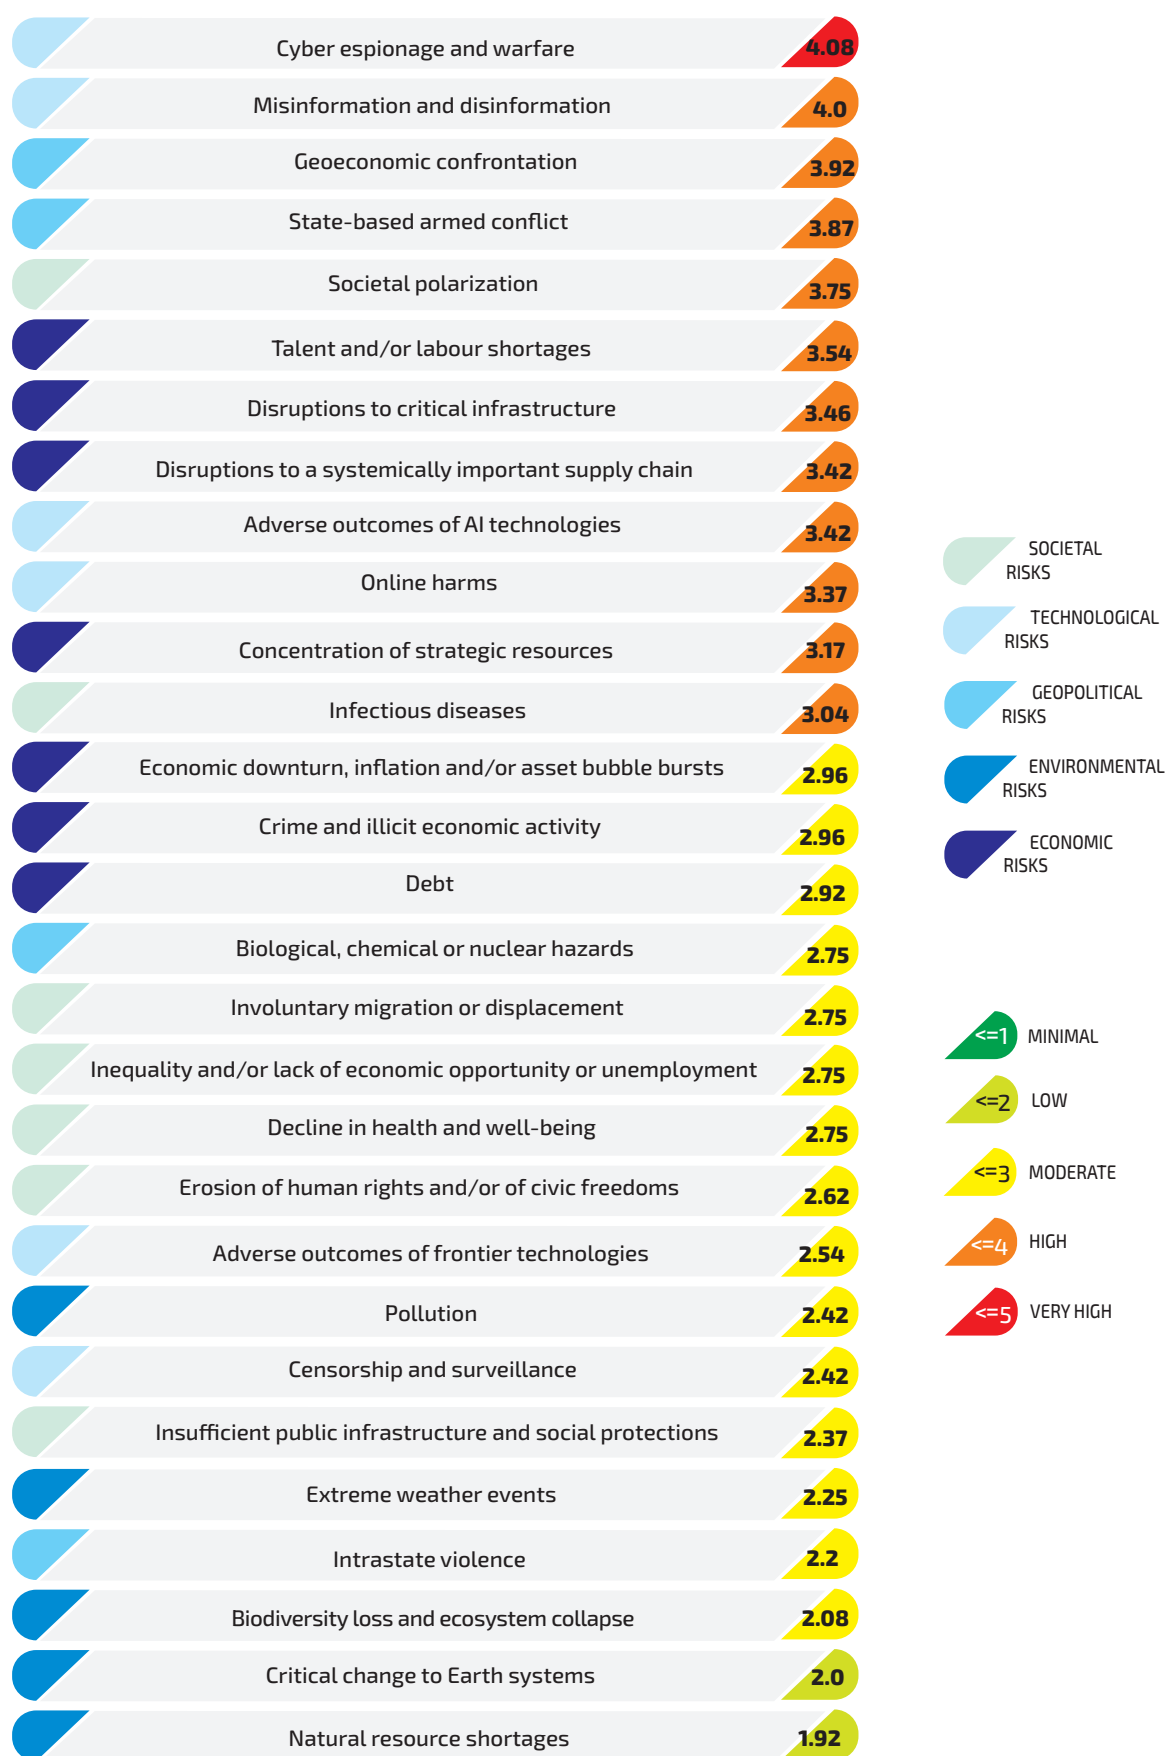 Cyber espionage and warfare 4.08
Misinformation and disinformation 4.0
Geoeconomic confrontation 3.92
State-based armed conflict 3.87
Societal polarization 3.75
Talent and/or labour shortages 3.54
Disruptions to critical infrastructure 3.46
Disruptions to a systemically important supply chain 3.42
Adverse outcomes of AI technologies 3.42
Online harms 3.37
Concentration of strategic resources 3.17
Infectious diseases 3.04
Economic downturn, inflation and/or asset bubble bursts 2.96
Crime and illicit economic activity 2.96
Debt 2.92
Biological, chemical or nuclear hazards 2.75
Involuntary migration or displacement 2.75
Inequality and/or lack of economic opportunity or unemployment 2.75
Decline in health and well-being 2.75
Erosion of human rights and/or of civic freedoms 2.62
Adverse outcomes of frontier technologies 2.54
Pollution 2.42
Censorship and surveillance 2.42
Insufficient public infrastructure and social protections 2.37
Extreme weather events 2.25
Intrastate violence 2.2
Biodiversity loss and ecosystem collapse 2.08
Critical change to Earth systems 2.0
Natural resource shortages 1.92
SOCIETAL
RISKS
TECHNOLOGICAL
RISKS
GEOPOLITICAL
RISKS
ENVIRONMENTAL
RISKS
ECONOMIC
RISKS
<=1 MINIMAL
<=2 LOW
<=3 MODERATE
<=4 HIGH
<=5 VERY HIGH